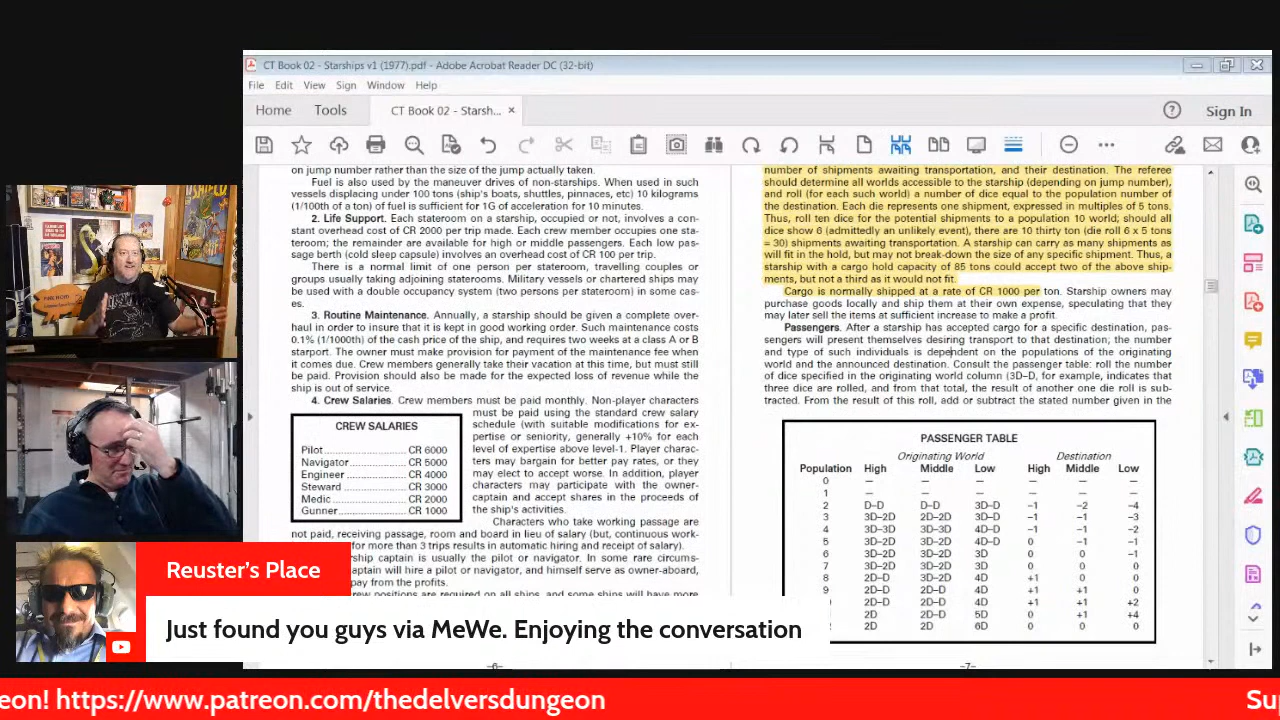 CT Book 02 - Starships v1 (1977).pdf - Adobe Acrobat Reader DC (32-bit)
File Edit View Sign Window Help
Home Tools CT Book 02 - Starsh... × Sign In
on jump number rather than the size of the jump actually taken.
Fuel is also used by the maneuver drives of non-starships. When used in such
vessels displacing under 100 tons (ship's boats, shuttles, pinnaces, etc) 10 kilograms
(1/100th of a ton) of fuel is sufficient for 1G of acceleration for 10 minutes.
2. Life Support. Each stateroom on a starship, occupied or not, involves a con-
stant overhead cost of CR 2000 per trip made. Each crew member occupies one sta-
teroom; the remainder are available for high or middle passengers. Each low pas-
sage berth (cold sleep capsule) involves an overhead cost of CR 100 per trip.
There is a normal limit of one person per stateroom, travelling couples or
groups usually taking adjoining staterooms. Military vessels or chartered ships may
be used with a double occupancy system (two persons per stateroom) in some cas-
es.
3. Routine Maintenance. Annually, a starship should be given a complete over-
haul in order to insure that it is kept in good working order. Such maintenance costs
0.1% (1/1000th) of the cash price of the ship, and requires two weeks at a class A or B
starport. The owner must make provision for payment of the maintenance fee when
it comes due. Crew members generally take their vacation at this time, but must still
be paid. Provision should also be made for the expected loss of revenue while the
ship is out of service.
4. Crew Salaries. Crew members must be paid monthly. Non-player characters
must be paid using the standard crew salary
schedule (with suitable modifications for ex-
pertise or seniority, generally +10% for each
level of expertise above level-1. Player charac-
ters may bargain for better pay rates, or they
may elect to accept worse. In addition, player
characters may participate with the owner-
captain and accept shares in the proceeds of
the ship's activities.
CREW SALARIES
Pilot CR 6000
Navigator CR 5000
Engineer CR 4000
Steward CR 3000
Medic CR 2000
Gunner CR 1000
Characters who take working passage are
not paid, receiving passage, room and board in lieu of salary (but, continuous work-
for more than 3 trips results in automatic hiring and receipt of salary).
rship captain is usually the pilot or navigator. In some rare circums-
ptain will hire a pilot or navigator, and himself serve as owner-aboard,
pay from the profits.
rew positions are required on all ships, and some ships will have more
-6-
number of shipments awaiting transportation, and their destination. The referee
should determine all worlds accessible to the starship (depending on jump number),
and roll (for each such world) a number of dice equal to the population number of
the destination. Each die represents one shipment, expressed in multiples of 5 tons.
Thus, roll ten dice for the potential shipments to a population 10 world; should all
dice show 6 (admittedly an unlikely event), there are 10 thirty ton (die roll 6 x 5 tons
= 30) shipments awaiting transportation. A starship can carry as many shipments as
will fit in the hold, but may not break-down the size of any specific shipment. Thus, a
starship with a cargo hold capacity of 85 tons could accept two of the above ship-
ments, but not a third as it would not fit.
Cargo is normally shipped at a rate of CR 1000 per ton. Starship owners may
purchase goods locally and ship them at their own expense, speculating that they
may later sell the items at sufficient increase to make a profit.
Passengers. After a starship has accepted cargo for a specific destination, pas-
sengers will present themselves desiring transport to that destination; the number
and type of such individuals is dependent on the populations of the originating
world and the announced destination. Consult the passenger table: roll the number
of dice specified in the originating world column (3D–D, for example, indicates that
three dice are rolled, and from that total, the result of another one die roll is sub-
tracted. From the result of this roll, add or subtract the stated number given in the
PASSENGER TABLE
Originating World Destination
Population High Middle Low High Middle Low
0 — — — — — —
1 — — — — — —
2 D–D D–D 3D–D –1 –2 –4
3 3D–2D 2D–2D 3D–D –1 –1 –3
4 3D–3D 3D–3D 4D–D –1 –1 –2
5 3D–2D 3D–2D 4D–D 0 –1 –1
6 3D–2D 3D–2D 3D 0 0 –1
7 3D–2D 3D–2D 3D 0 0 0
8 2D–D 2D–D 4D +1 0 0
9 2D–D 2D–D 4D +1 +1 0
2D–D 2D–D 4D +1 +1 +2
2D 2D–D 5D 0 +1 +4
2D 2D 6D 0 0 0
-7-
Reuster's Place
Just found you guys via MeWe. Enjoying the conversation
eon! https://www.patreon.com/thedelversdungeon Sup